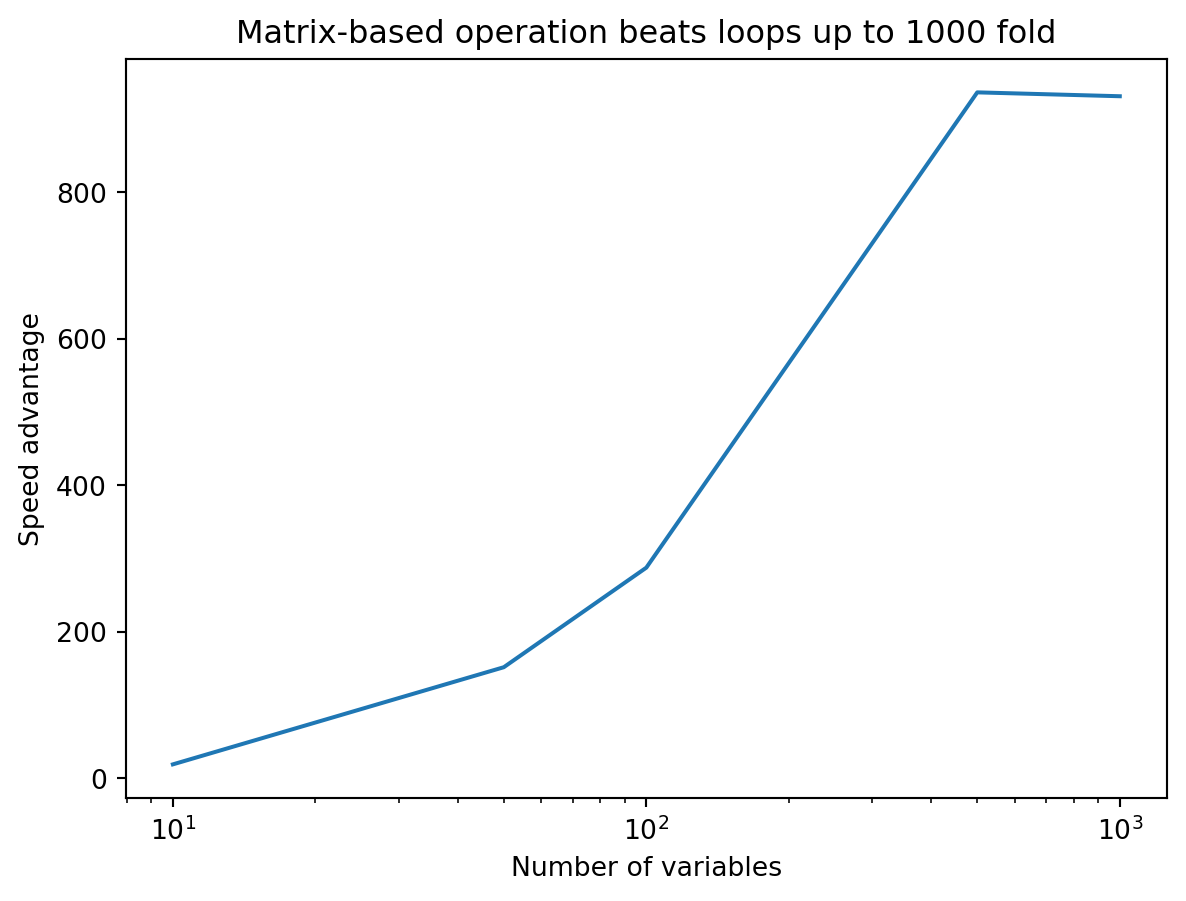 Matrix-based operation beats loops up to 1000 fold
Speed advantage
800
600
400
200
0
10¹
10²
10³
Number of variables